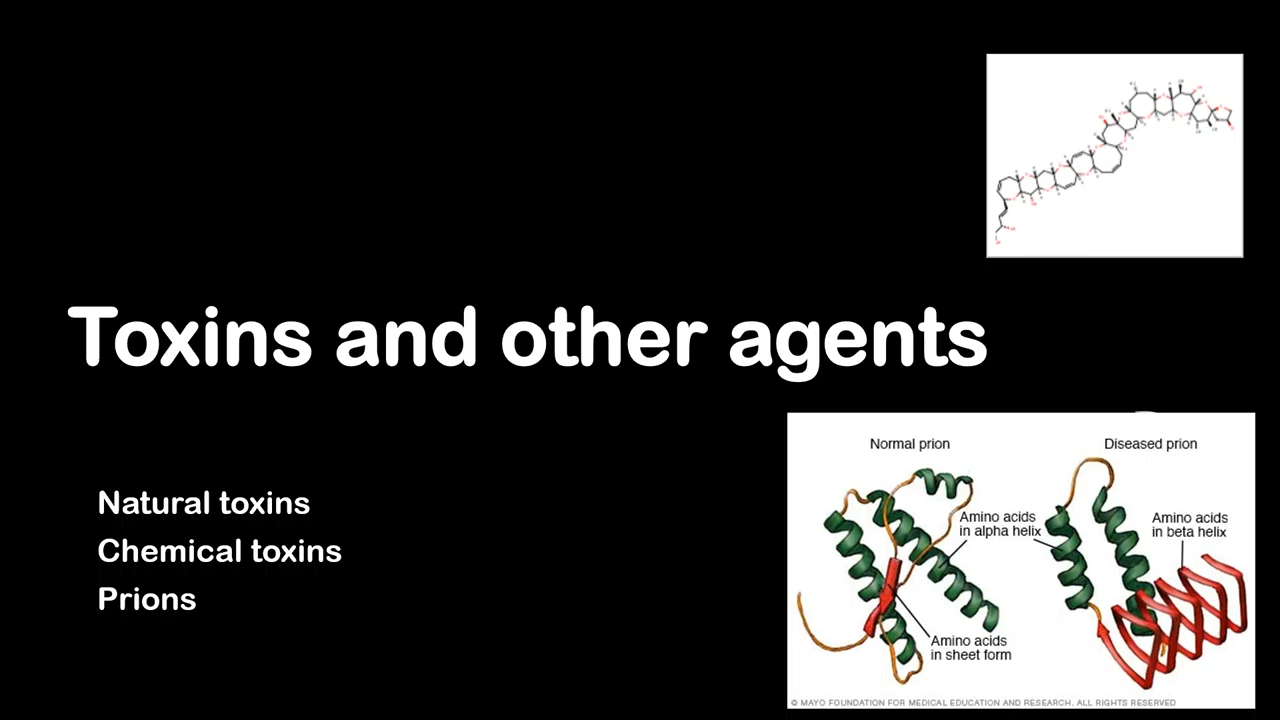 Toxins and other agents
Natural toxins
Chemical toxins
Prions
Normal prion
Diseased prion
Amino acids
in alpha helix
Amino acids
in beta helix
Amino acids
in sheet form
© MAYO FOUNDATION FOR MEDICAL EDUCATION AND RESEARCH. ALL RIGHTS RESERVED